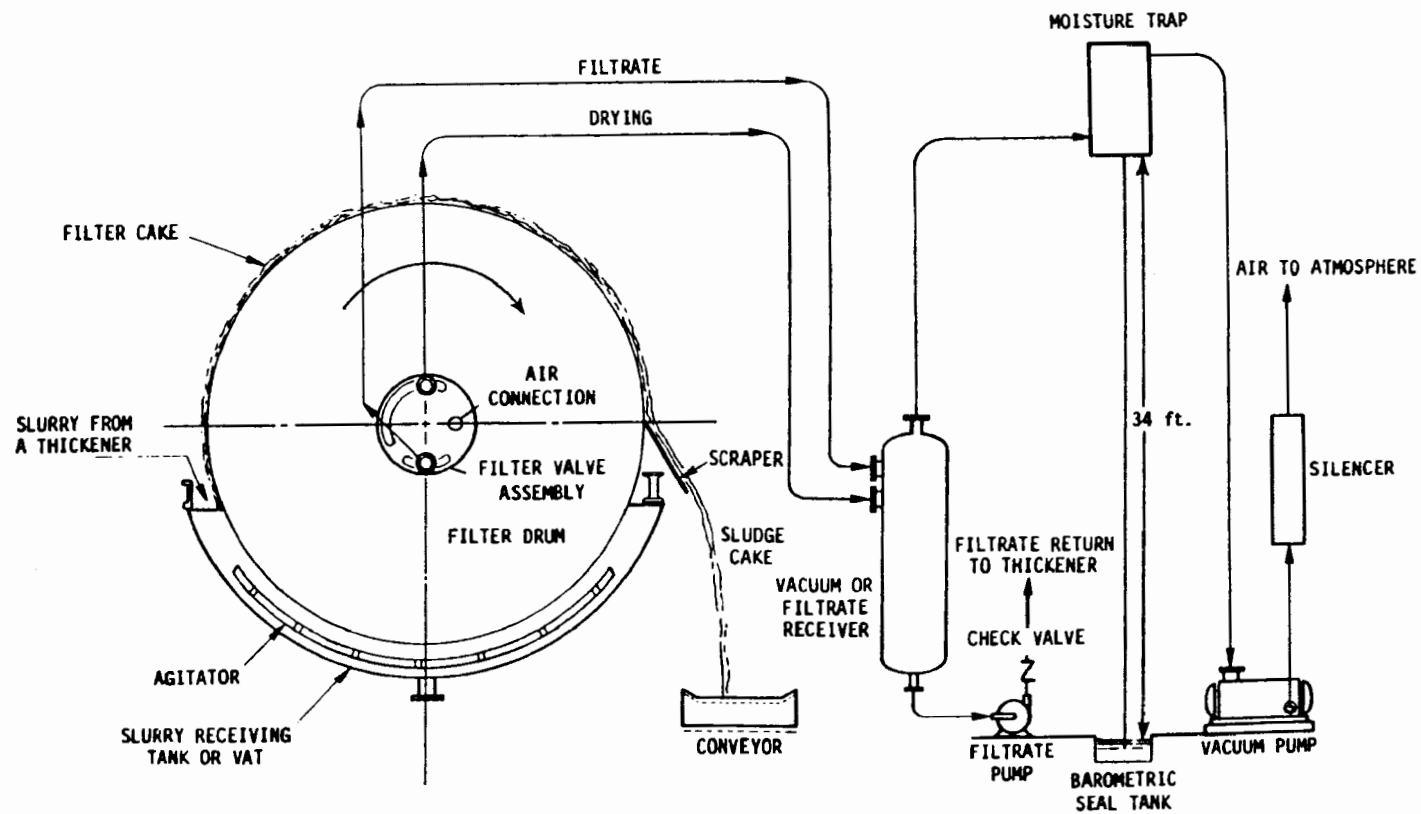 MOISTURE TRAP
FILTRATE
DRYING
FILTER CAKE
AIR TO ATMOSPHERE
AIR
CONNECTION
SLURRY FROM
A THICKENER
34 ft.
SCRAPER
FILTER VALVE
ASSEMBLY
SILENCER
FILTER DRUM
SLUDGE
CAKE
FILTRATE RETURN
TO THICKENER
VACUUM OR
FILTRATE
RECEIVER
CHECK VALVE
AGITATOR
SLURRY RECEIVING
TANK OR VAT
CONVEYOR
FILTRATE
PUMP
VACUUM PUMP
BAROMETRIC
SEAL TANK